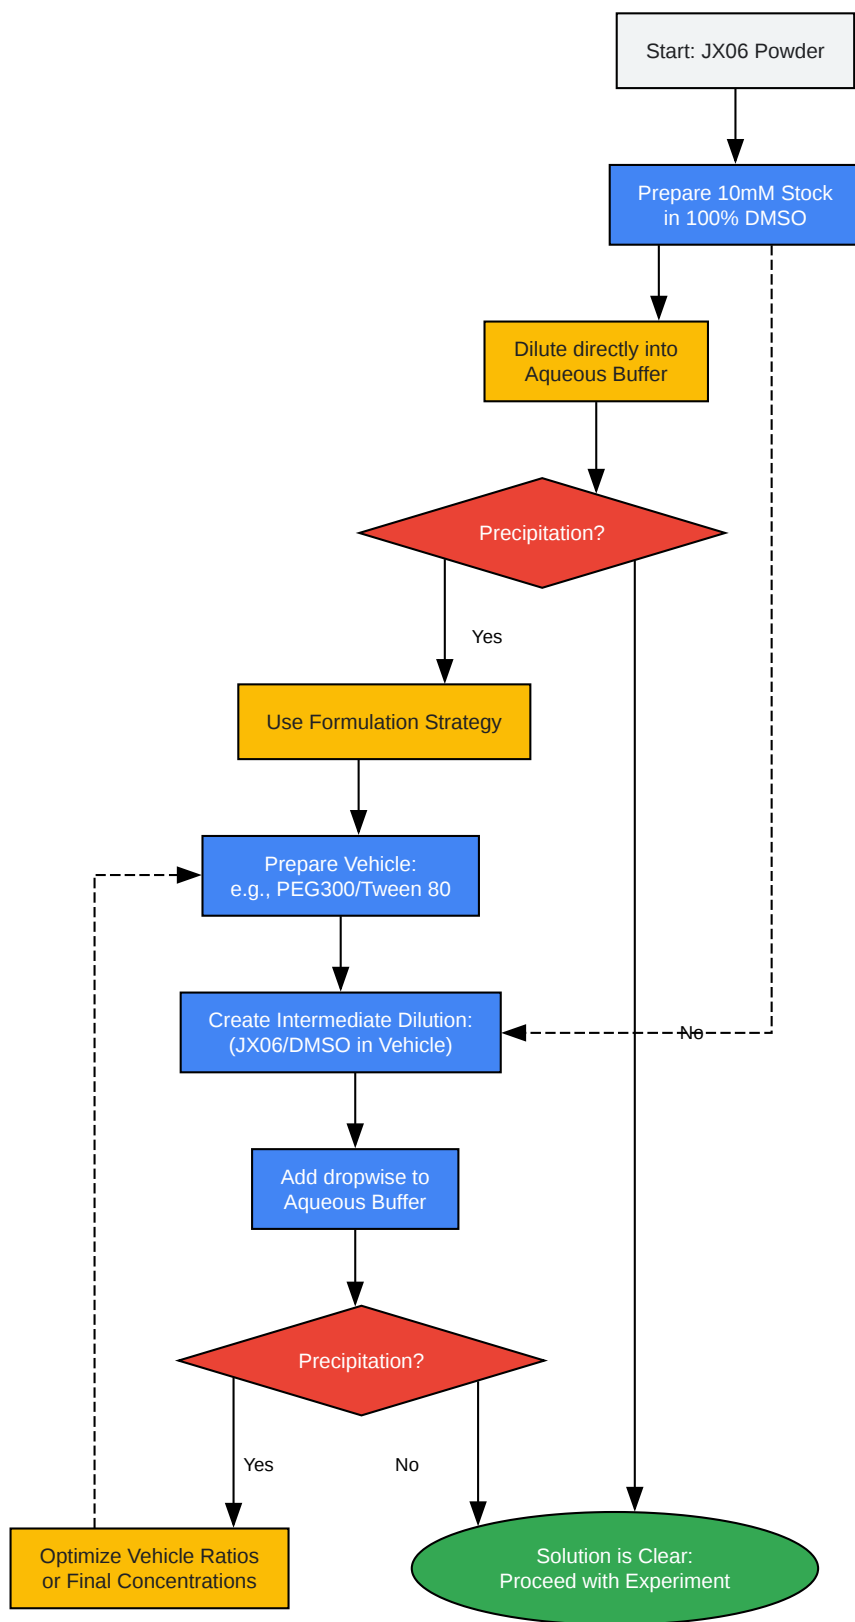 Start: JX06 Powder
Prepare 10mM Stock
in 100% DMSO
Dilute directly into
Aqueous Buffer
Precipitation?
Yes
Use Formulation Strategy
Prepare Vehicle:
e.g., PEG300/Tween 80
Create Intermediate Dilution:
(JX06/DMSO in Vehicle)
No
Add dropwise to
Aqueous Buffer
Precipitation?
Yes
No
Optimize Vehicle Ratios
or Final Concentrations
Solution is Clear:
Proceed with Experiment